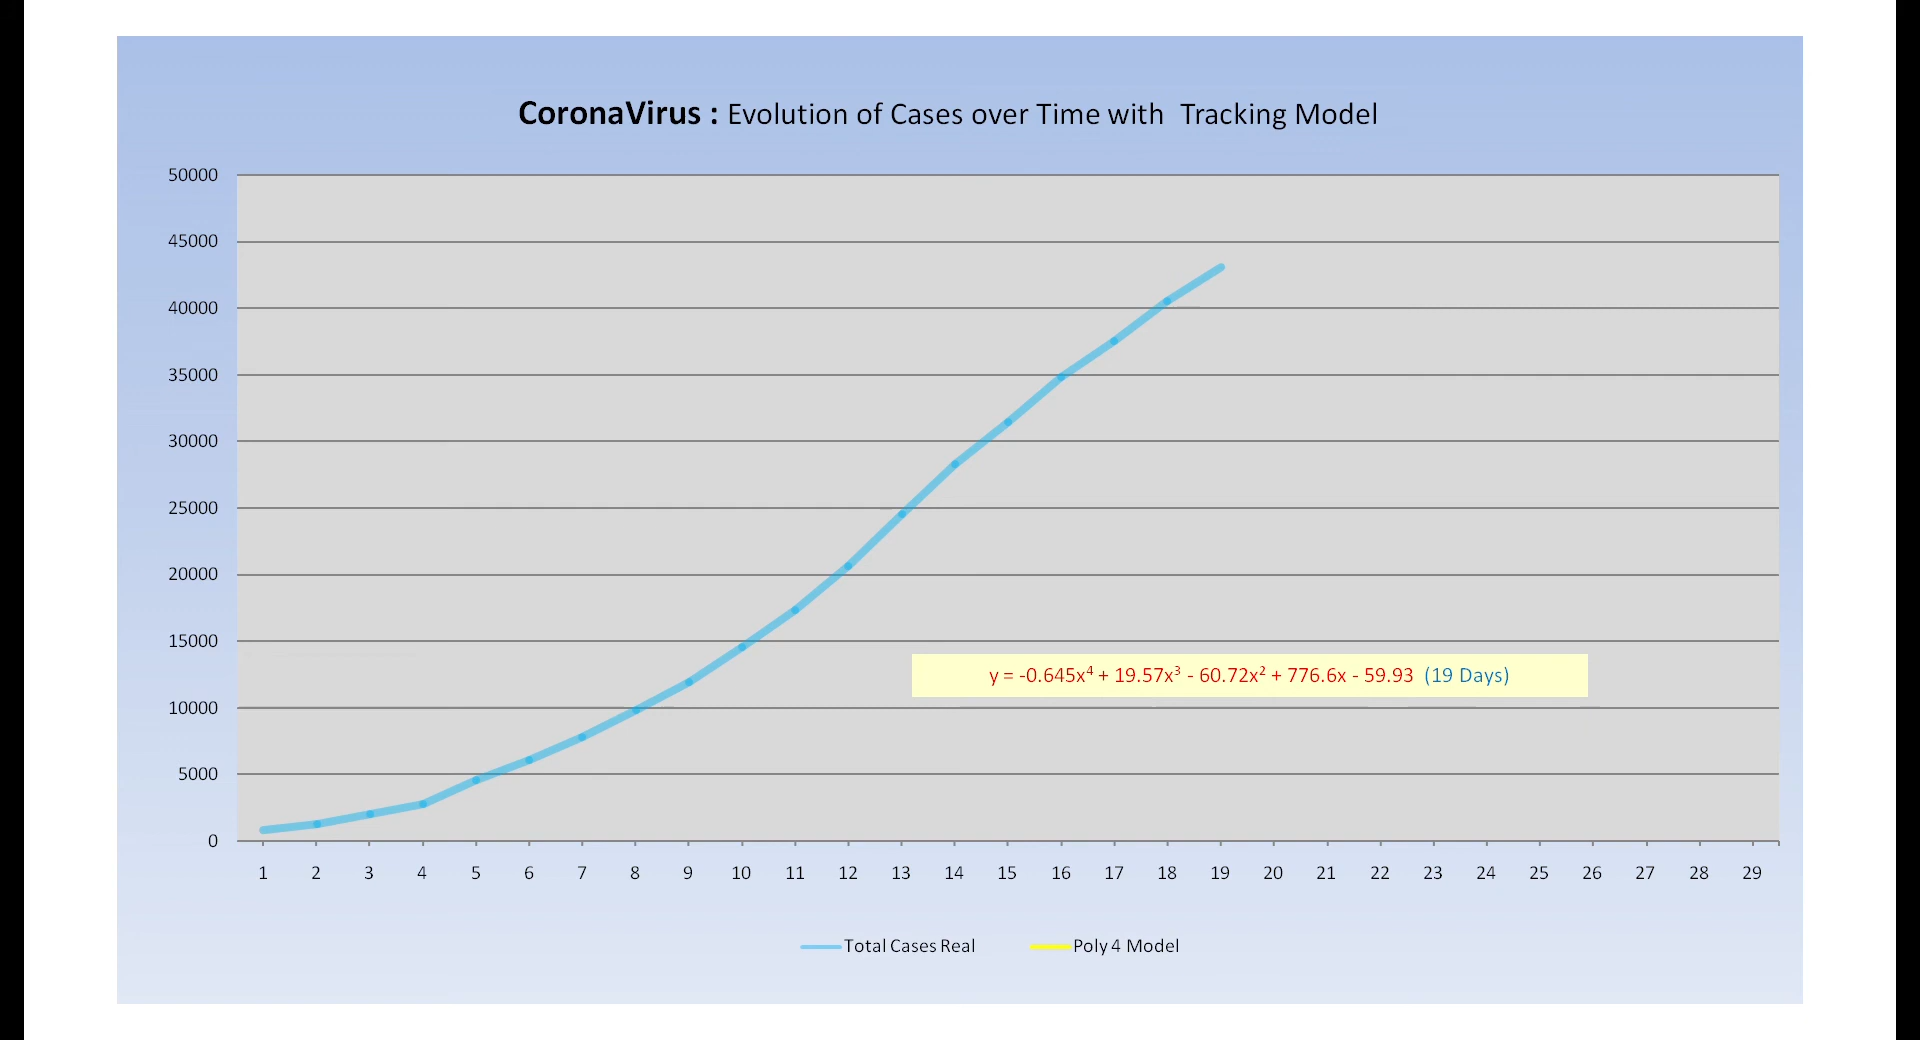 CoronaVirus : Evolution of Cases over Time with Tracking Model
50000
45000
40000
35000
30000
25000
20000
15000
y = -0.645x⁴ + 19.57x³ - 60.72x² + 776.6x - 59.93 (19 Days)
10000
5000
0
1 2 3 4 5 6 7 8 9 10 11 12 13 14 15 16 17 18 19 20 21 22 23 24 25 26 27 28 29
Total Cases Real Poly 4 Model